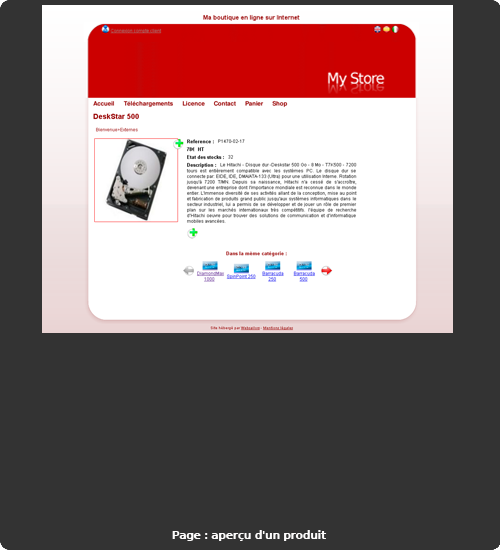 Ma boutique en ligne sur Internet
Connexion compte client
My Store
Accueil Téléchargements Licence Contact Panier Shop
DeskStar 500
Bienvenue>Externes
Reference : P1470-02-17
78€ HT
Etat des stocks : 32
Description : Le Hitachi - Disque dur -Deskstar 500 Go - 8 Mo - T7K500 - 7200
tours est entièrement compatible avec les systèmes PC. Le disque dur se
connecte par EIDE, IDE, DMA/ATA-133 (Ultra) pour une utilisation Interne. Rotation
jusqu'à 7200 T/MN. Depuis sa naissance, Hitachi n'a cessé de s'accroître,
devenant une entreprise dont l'importance mondiale est reconnue dans le monde
entier. L'immense diversité de ses activités allant de la conception, mise au point
et fabrication de produits grand public jusqu'aux systèmes informatiques dans le
secteur industriel, lui a permis de se développer et de jouer un rôle de premier
plan sur les marchés internationaux très compétitifs. l'équipe de recherche
d'Hitachi oeuvre pour trouver des solutions de communication et d'informatique
mobiles avancées.
Dans la même catégorie :
DiamondMax 1000 SpinPoint 250 Barracuda 250 Barracuda 500
Site hébergé par - Mentions légales
Page : aperçu d'un produit